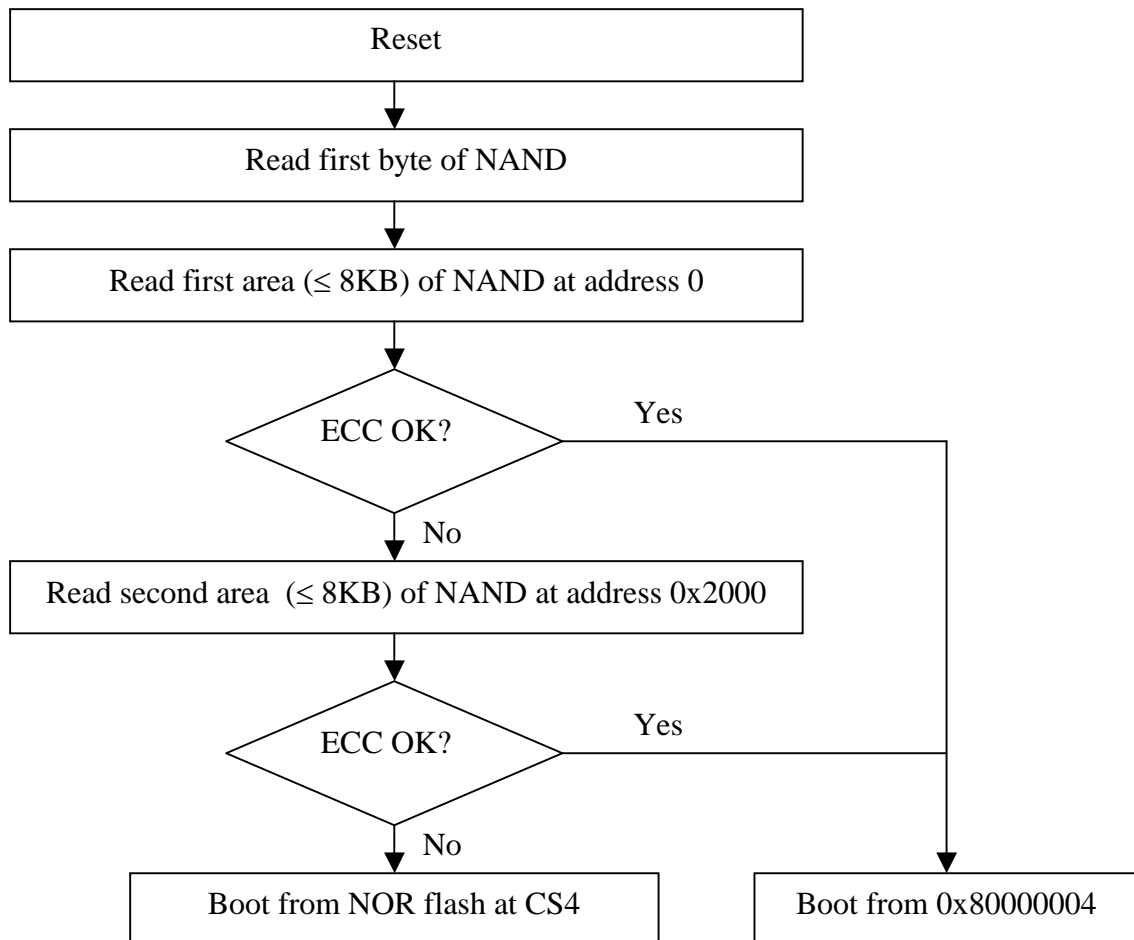 Reset
Read first byte of NAND
Read first area (≤ 8KB) of NAND at address 0
ECC OK?
Yes
No
Read second area (≤ 8KB) of NAND at address 0x2000
ECC OK?
Yes
No
Boot from NOR flash at CS4
Boot from 0x80000004